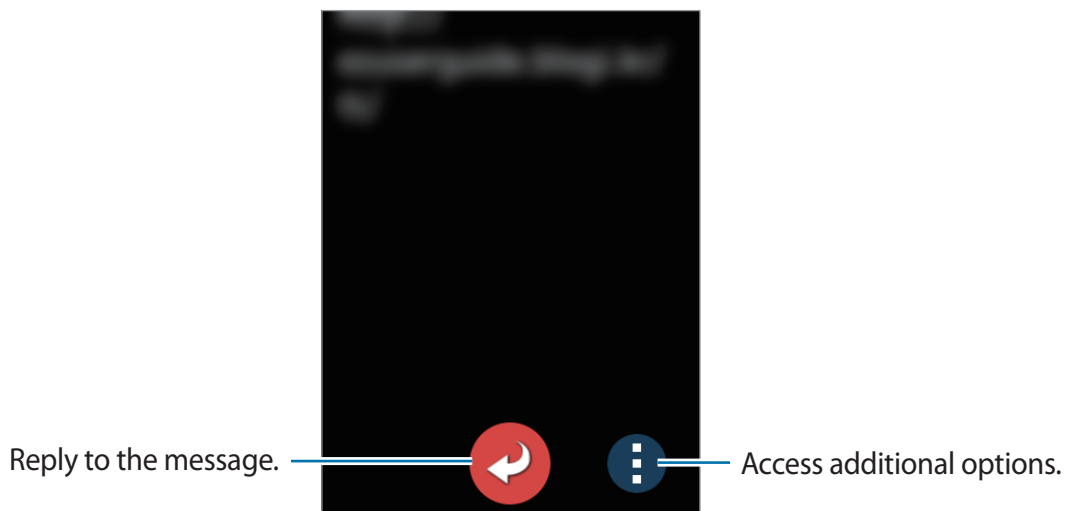 Reply to the message.
Access additional options.